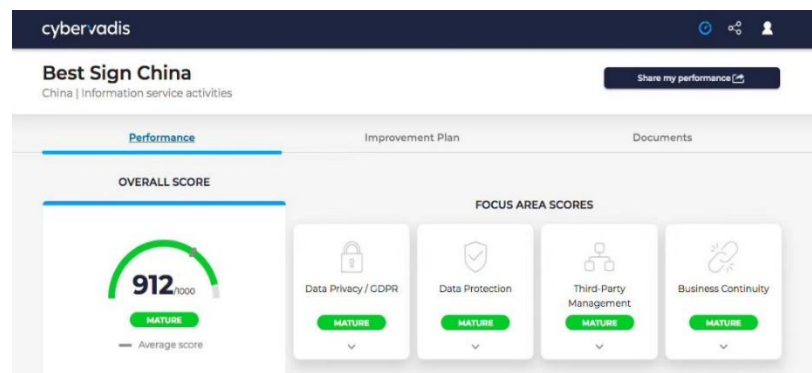 cybervadis
Best Sign China
China | Information service activities
Share my performance
Performance
Improvement Plan
Documents
OVERALL SCORE
FOCUS AREA SCORES
912/1000
MATURE
Average score
Data Privacy / GDPR
MATURE
Data Protection
MATURE
Third-Party
Management
MATURE
Business Continuity
MATURE